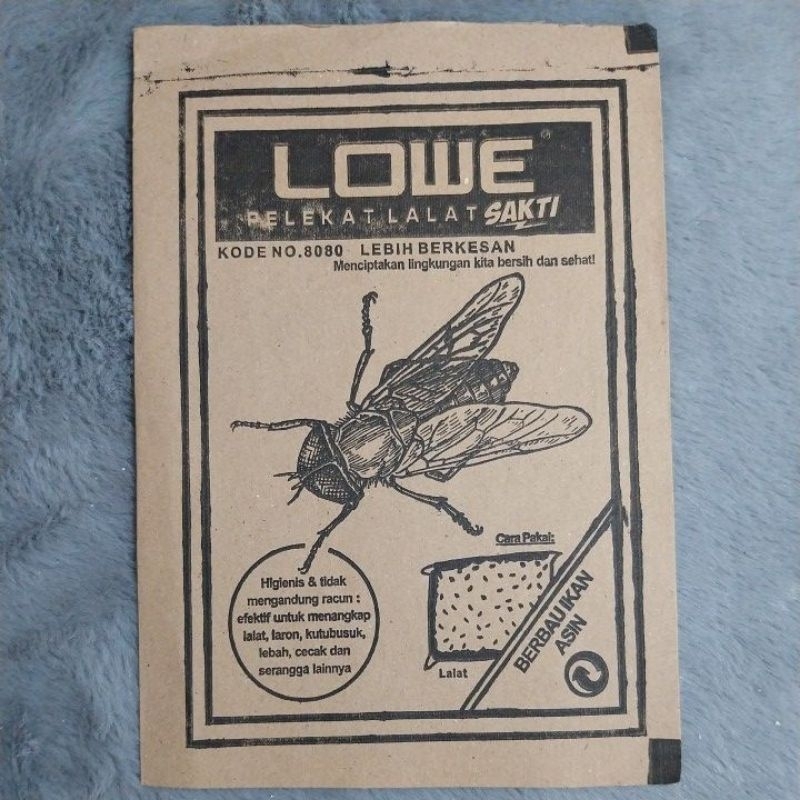 LOWE
PELEKAT LALAT SAKTI
KODE NO.8080 LEBIH BERKESAN
Menciptakan lingkungan kita bersih dan sehat!
Cara Pakai:
Higienis & tidak
mengandung racun :
efektif untuk menangkap
lalat, laron, kutubusuk,
lebah, cecak dan
serangga lainnya
Lalat
BERBAU IKAN
ASIN